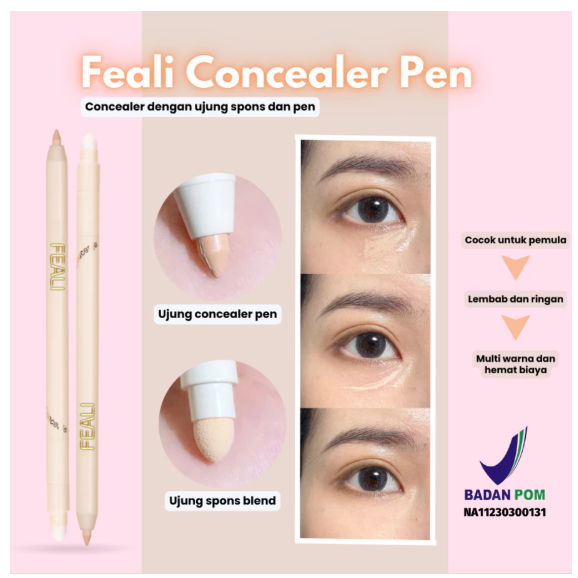 Feali Concealer Pen
Concealer dengan ujung spons dan pen
FEALI
FEALI
Ujung concealer pen
Ujung spons blend
Cocok untuk pemula
Lembab dan ringan
Multi warna dan
hemat biaya
BADAN POM
NA11230300131